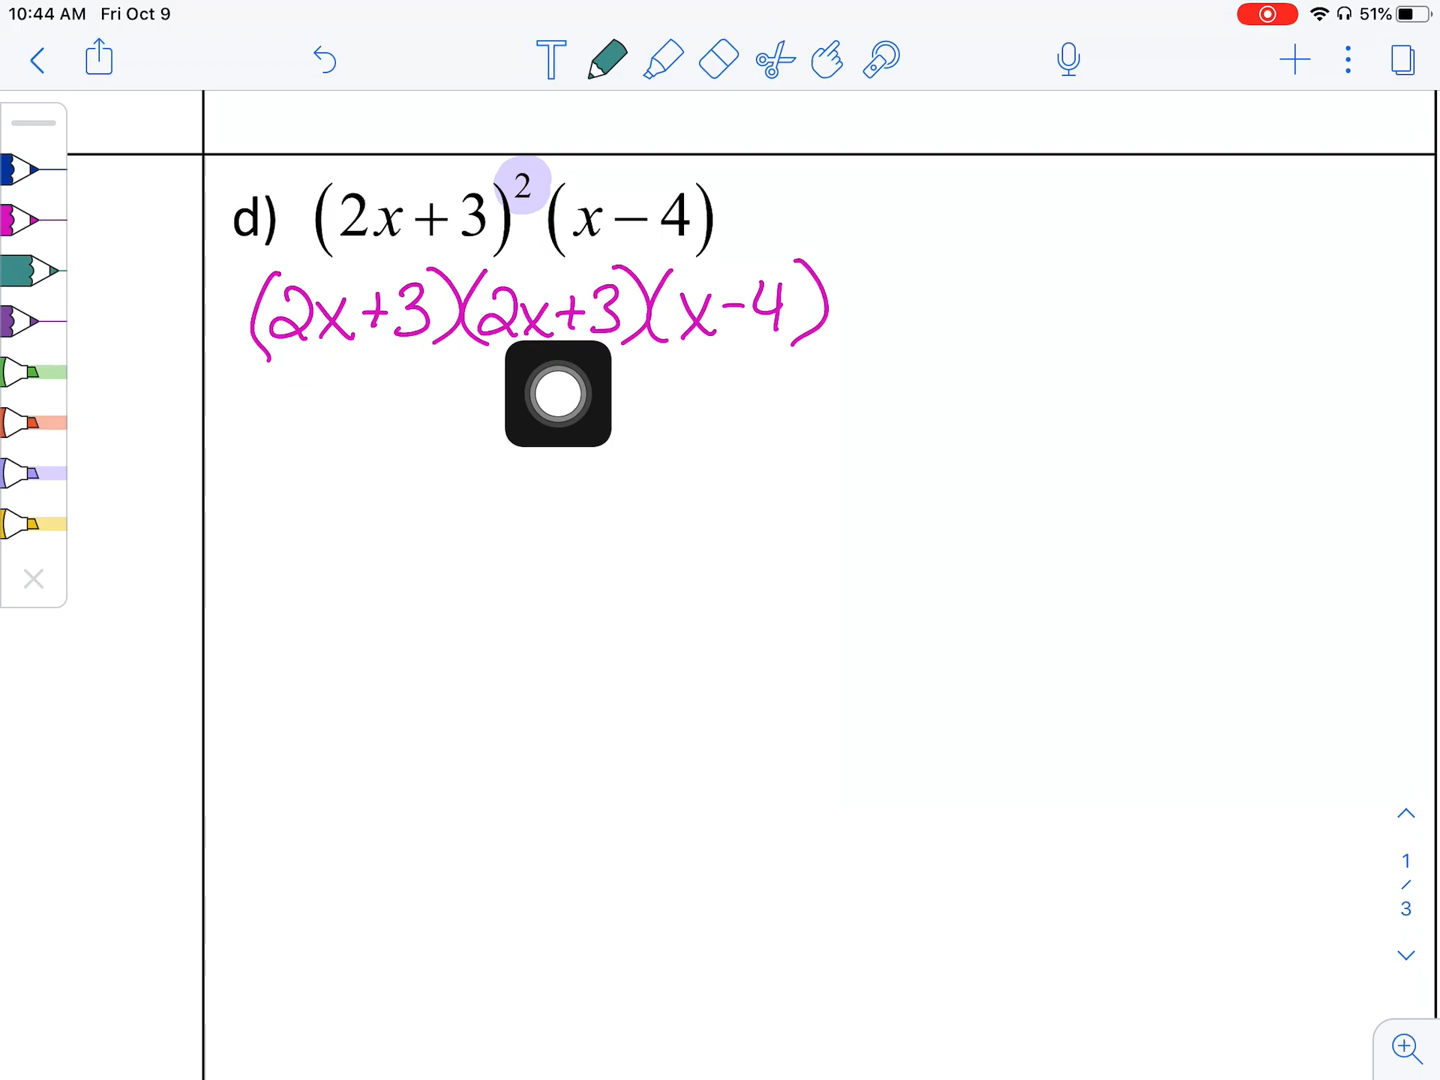 10:44 AM Fri Oct 9
51%
T
d) (2x+3)² (x−4)
(2x+3)(2x+3)(x-4)
1
/
3